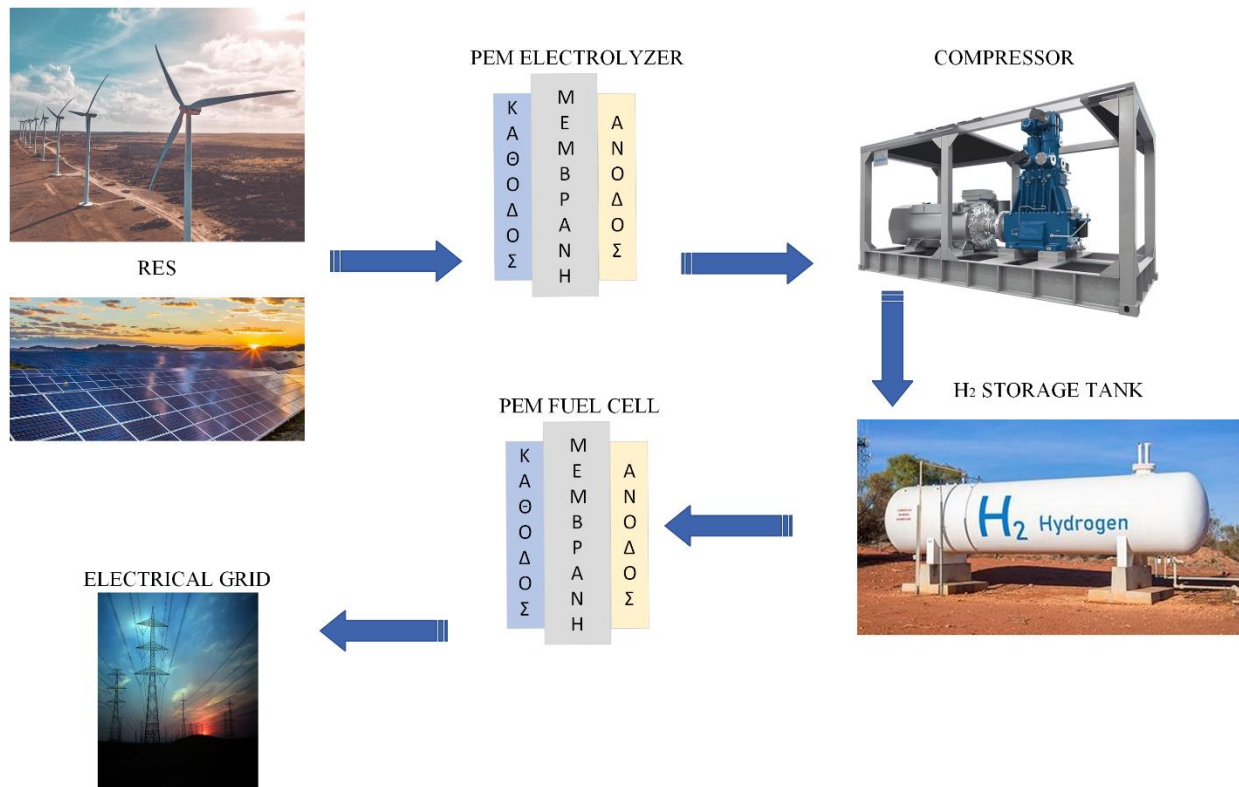 PEM ELECTROLYZER
COMPRESSOR
ΚΑΘΟΔΟΣ
ΜΕΜΒΡΑΝΗ
ΑΝΟΔΟΣ
RES
H₂ STORAGE TANK
PEM FUEL CELL
ΚΑΘΟΔΟΣ
ΜΕΜΒΡΑΝΗ
ΑΝΟΔΟΣ
H₂ Hydrogen
ELECTRICAL GRID